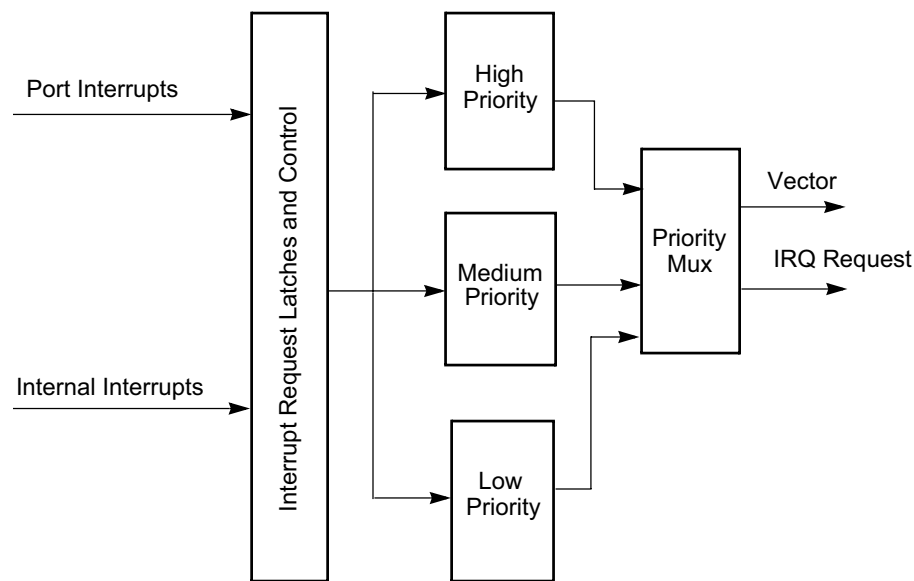 Port Interrupts
Internal Interrupts
Interrupt Request Latches and Control
High
Priority
Medium
Priority
Low
Priority
Priority
Mux
Vector
IRQ Request